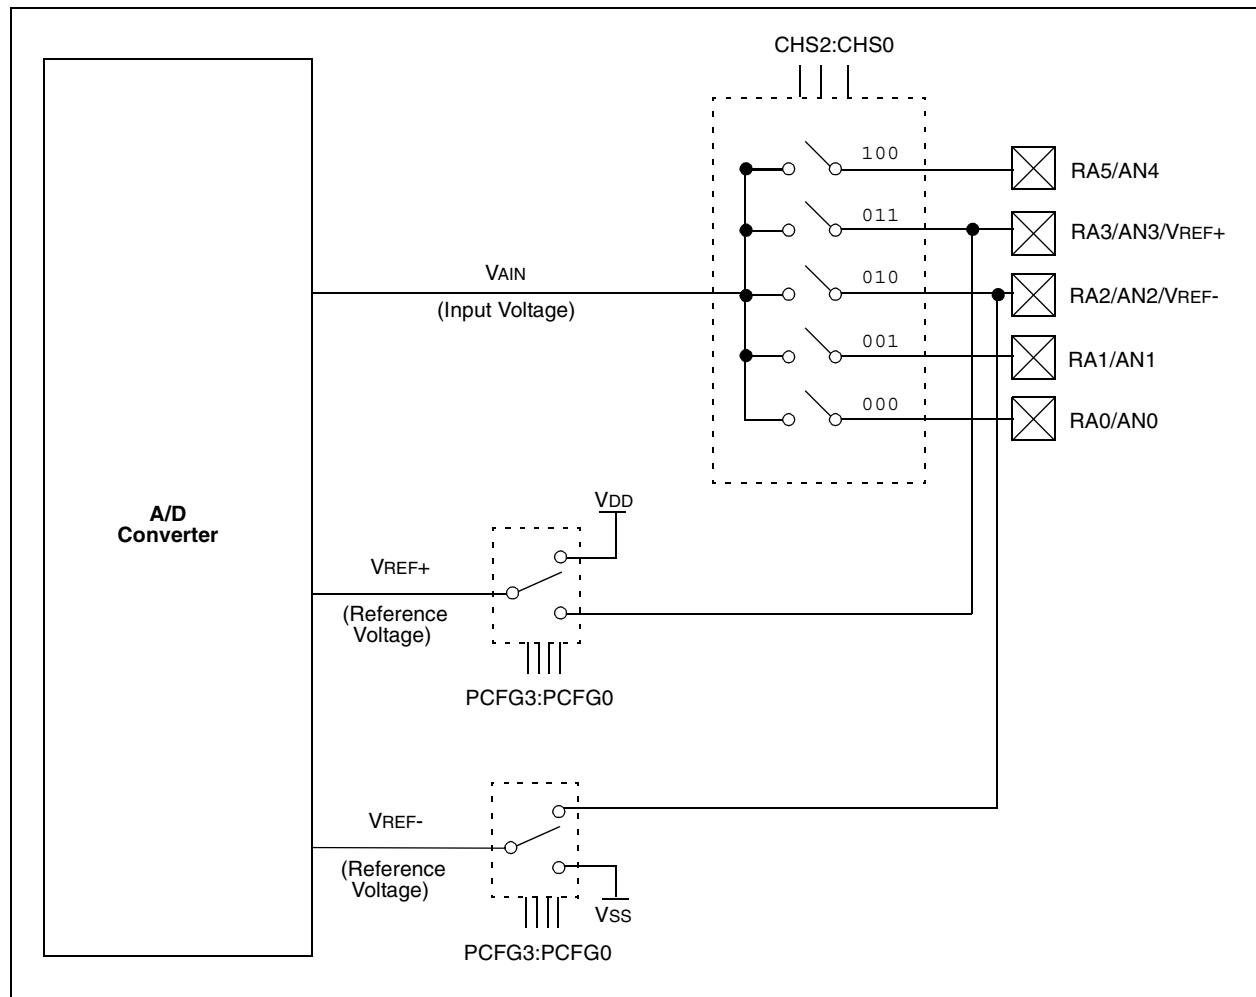 CHS2:CHS0
100
RA5/AN4
011
RA3/AN3/VREF+
VAIN
(Input Voltage)
010
RA2/AN2/VREF-
001
RA1/AN1
000
RA0/AN0
A/D
Converter
VDD
VREF+
(Reference
Voltage)
PCFG3:PCFG0
VREF-
(Reference
Voltage)
VSS
PCFG3:PCFG0